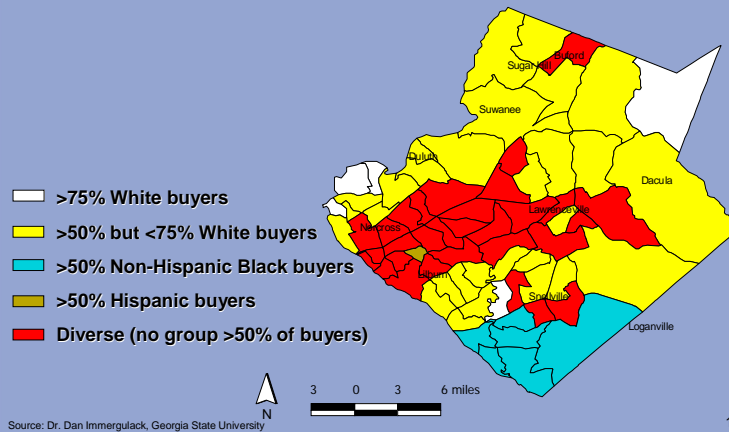 Buford
Sugar Hill
Suwanee
Duluth
Dacula
Lawrenceville
Norcross
Lilburn
Snellville
Loganville
>75% White buyers
>50% but <75% White buyers
>50% Non-Hispanic Black buyers
>50% Hispanic buyers
Diverse (no group >50% of buyers)
3 0 3 6 miles
N
Source: Dr. Dan Immergulack, Georgia State University